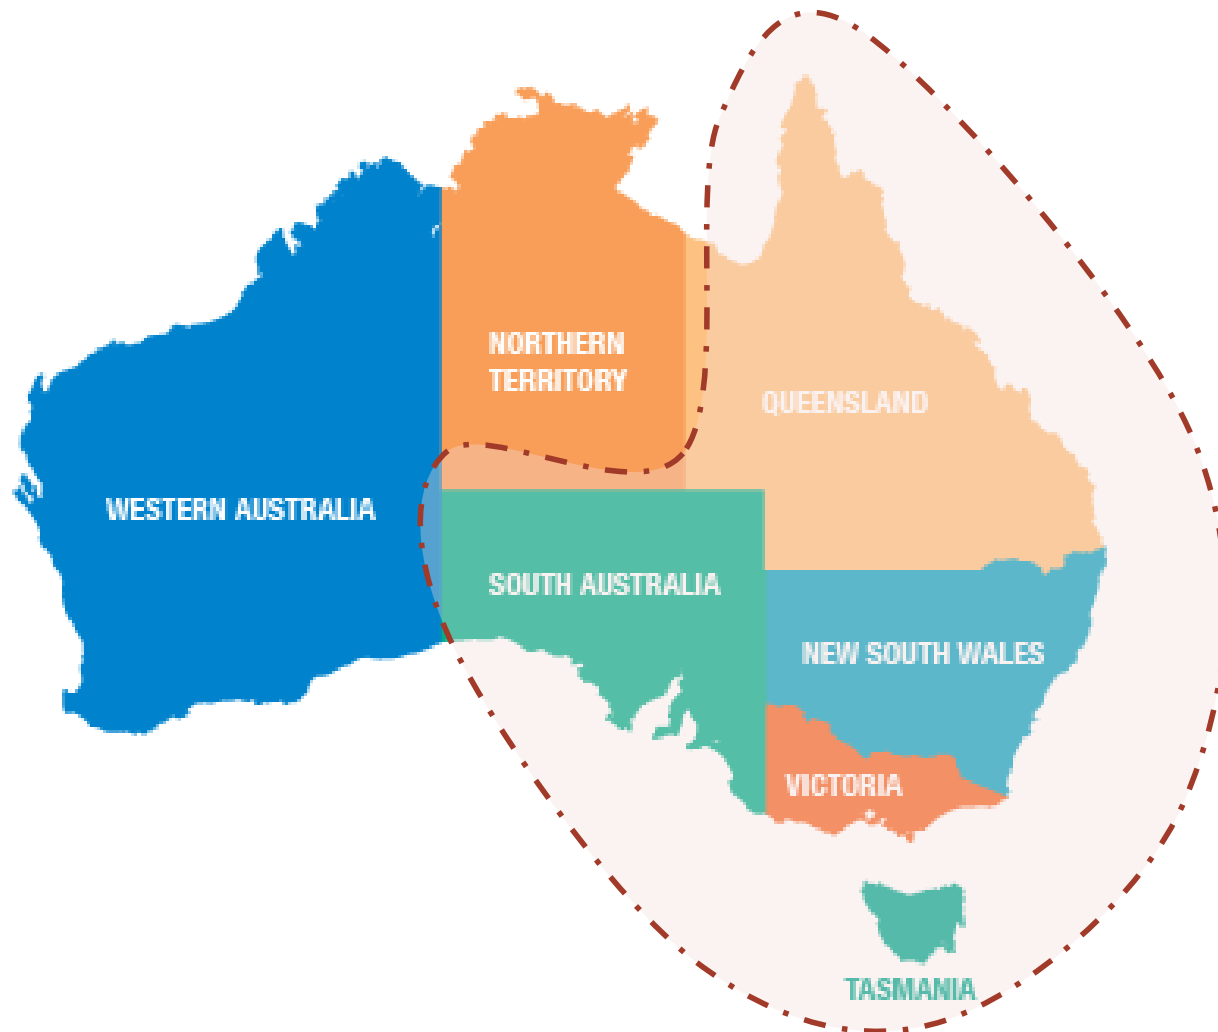 NORTHERN
TERRITORY
QUEENSLAND
WESTERN AUSTRALIA
SOUTH AUSTRALIA
NEW SOUTH WALES
VICTORIA
TASMANIA